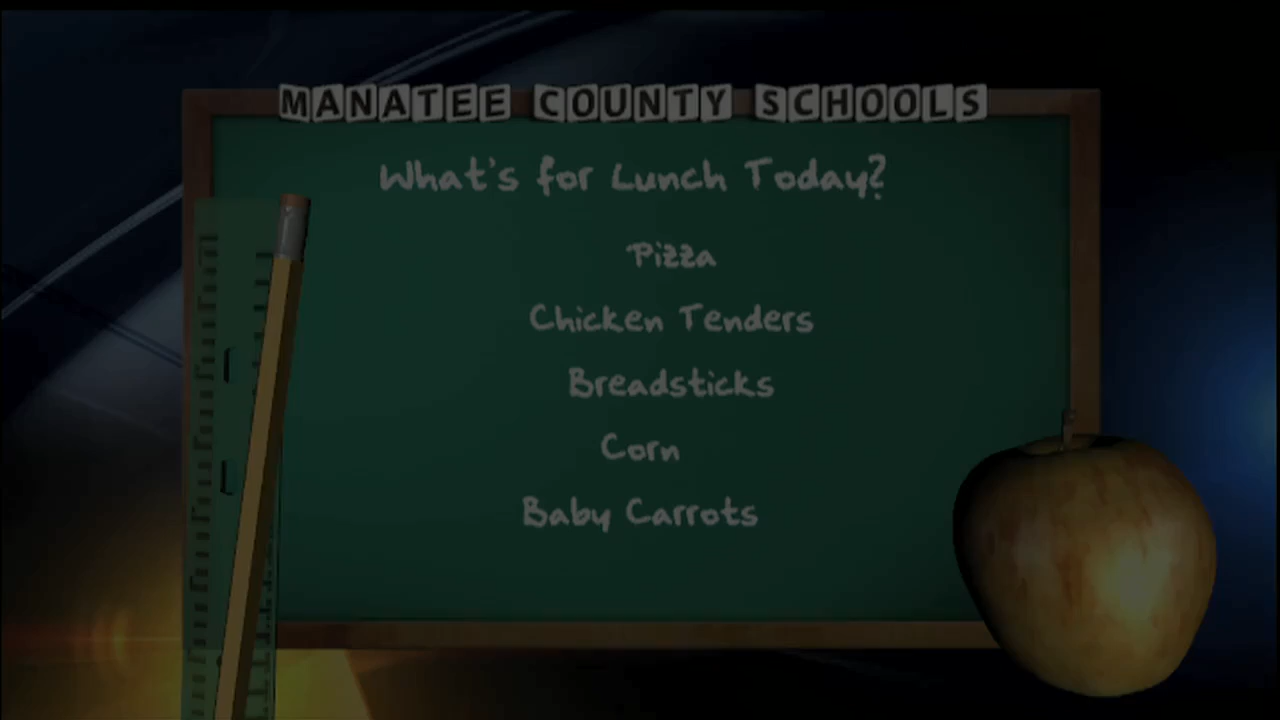 MANATEE COUNTY SCHOOLS
What's for Lunch Today?
Pizza
Chicken Tenders
Breadsticks
Corn
Baby Carrots